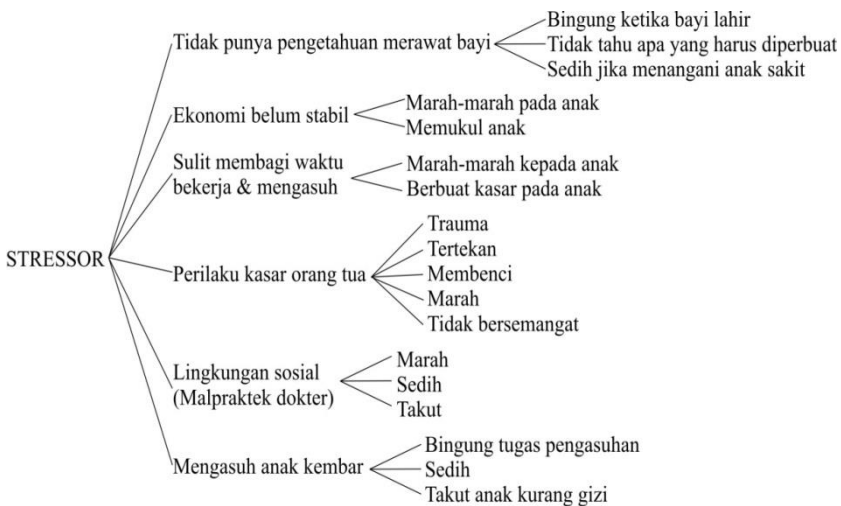 STRESSOR
Tidak punya pengetahuan merawat bayi
Bingung ketika bayi lahir
Tidak tahu apa yang harus diperbuat
Sedih jika menangani anak sakit
Ekonomi belum stabil
Marah-marah pada anak
Memukul anak
Sulit membagi waktu
bekerja & mengasuh
Marah-marah kepada anak
Berbuat kasar pada anak
Perilaku kasar orang tua
Trauma
Tertekan
Membenci
Marah
Tidak bersemangat
Lingkungan sosial
(Malpraktek dokter)
Marah
Sedih
Takut
Mengasuh anak kembar
Bingung tugas pengasuhan
Sedih
Takut anak kurang gizi